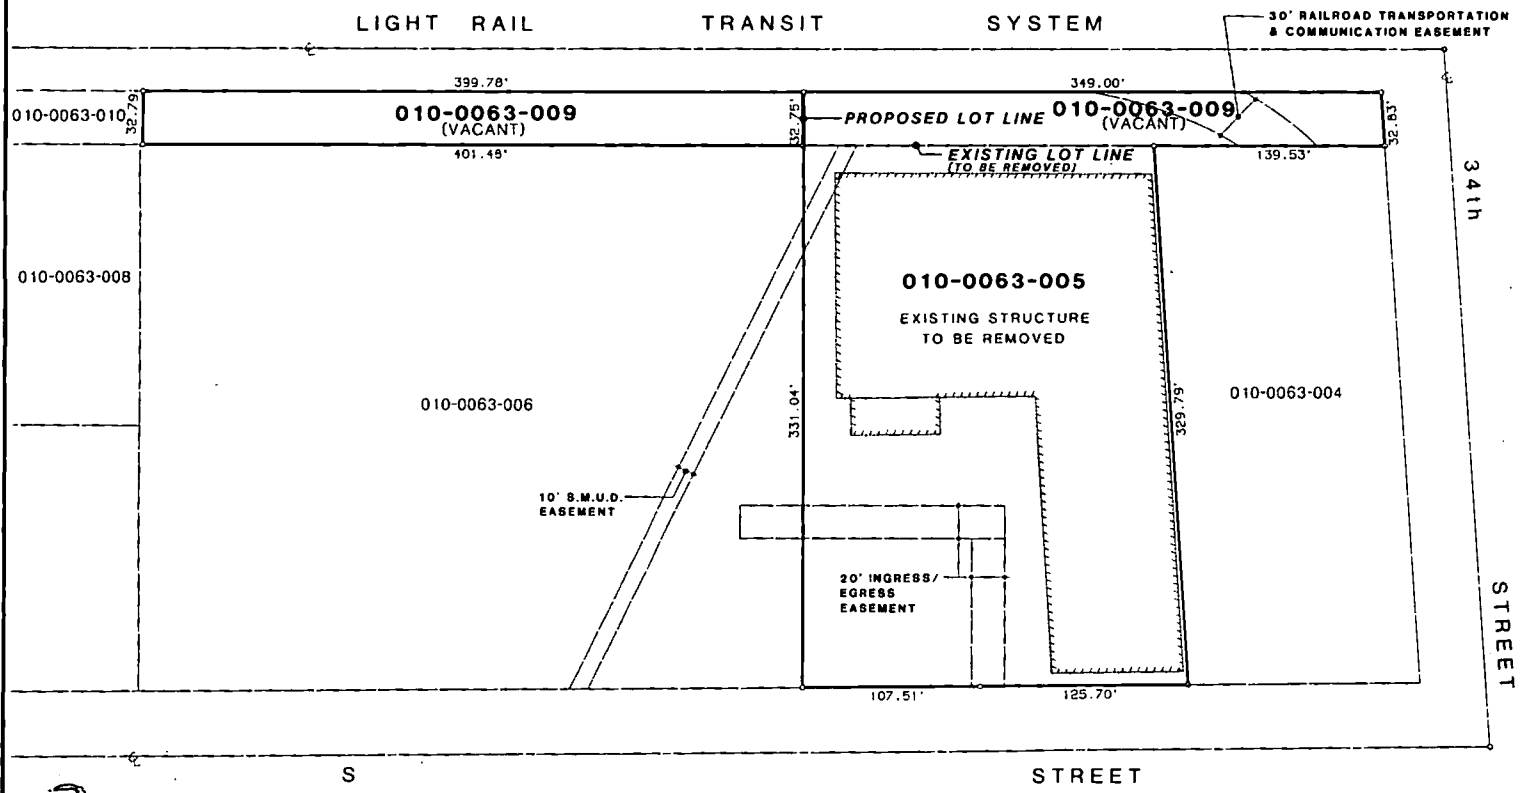 LIGHT RAIL TRANSIT SYSTEM
30' RAILROAD TRANSPORTATION
& COMMUNICATION EASEMENT
399.78'
349.00'
010-0063-010
32.79
010-0063-009
(VACANT)
32.75'
PROPOSED LOT LINE
010-0063-009
(VACANT)
32.83'
401.48'
EXISTING LOT LINE
(TO BE REMOVED)
139.53'
34th STREET
010-0063-008
010-0063-005
EXISTING STRUCTURE
TO BE REMOVED
010-0063-006
331.04'
329.79'
010-0063-004
10' S.M.U.D.
EASEMENT
20' INGRESS/
EGRESS
EASEMENT
107.51'
125.70'
S STREET